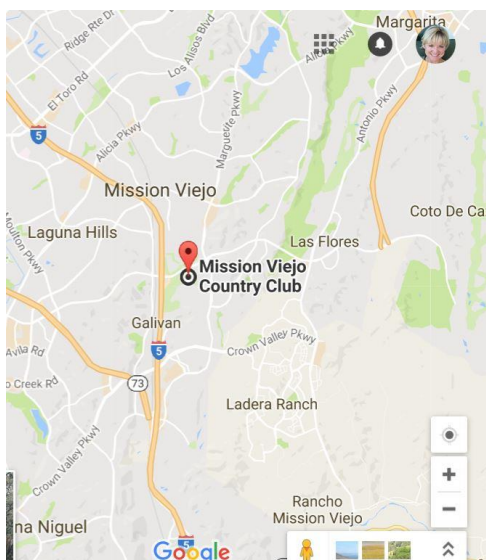 Margarita
Ridge Rte Dr
Los Alisos Blvd
Alicia Pkwy
El Toro Rd
5
Alicia Pkwy
Marguerite Pkwy
Antonio Pkwy
Mission Viejo
Coto De Ca
Moulton Pkwy
Laguna Hills
Las Flores
Mission Viejo
Country Club
Galivan
5
Crown Valley Pkwy
Avila Rd
o Creek Rd
73
Ladera Ranch
Crown Valley Pkwy
Rancho
Mission Viejo
na Niguel
5
Google